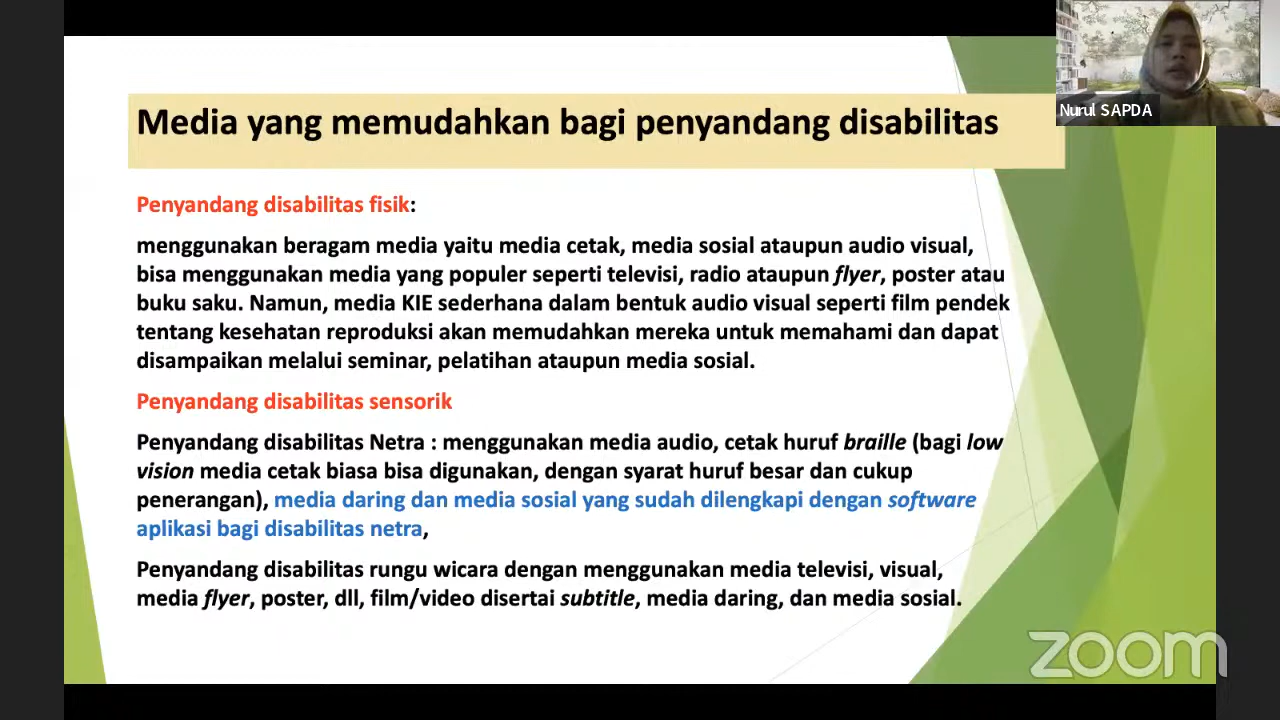 Nurul SAPDA
Media yang memudahkan bagi penyandang disabilitas
Penyandang disabilitas fisik:
menggunakan beragam media yaitu media cetak, media sosial ataupun audio visual,
bisa menggunakan media yang populer seperti televisi, radio ataupun flyer, poster atau
buku saku. Namun, media KIE sederhana dalam bentuk audio visual seperti film pendek
tentang kesehatan reproduksi akan memudahkan mereka untuk memahami dan dapat
disampaikan melalui seminar, pelatihan ataupun media sosial.
Penyandang disabilitas sensorik
Penyandang disabilitas Netra : menggunakan media audio, cetak huruf braille (bagi low
vision media cetak biasa bisa digunakan, dengan syarat huruf besar dan cukup
penerangan), media daring dan media sosial yang sudah dilengkapi dengan software
aplikasi bagi disabilitas netra,
Penyandang disabilitas rungu wicara dengan menggunakan media televisi, visual,
media flyer, poster, dll, film/video disertai subtitle, media daring, dan media sosial.
zoom